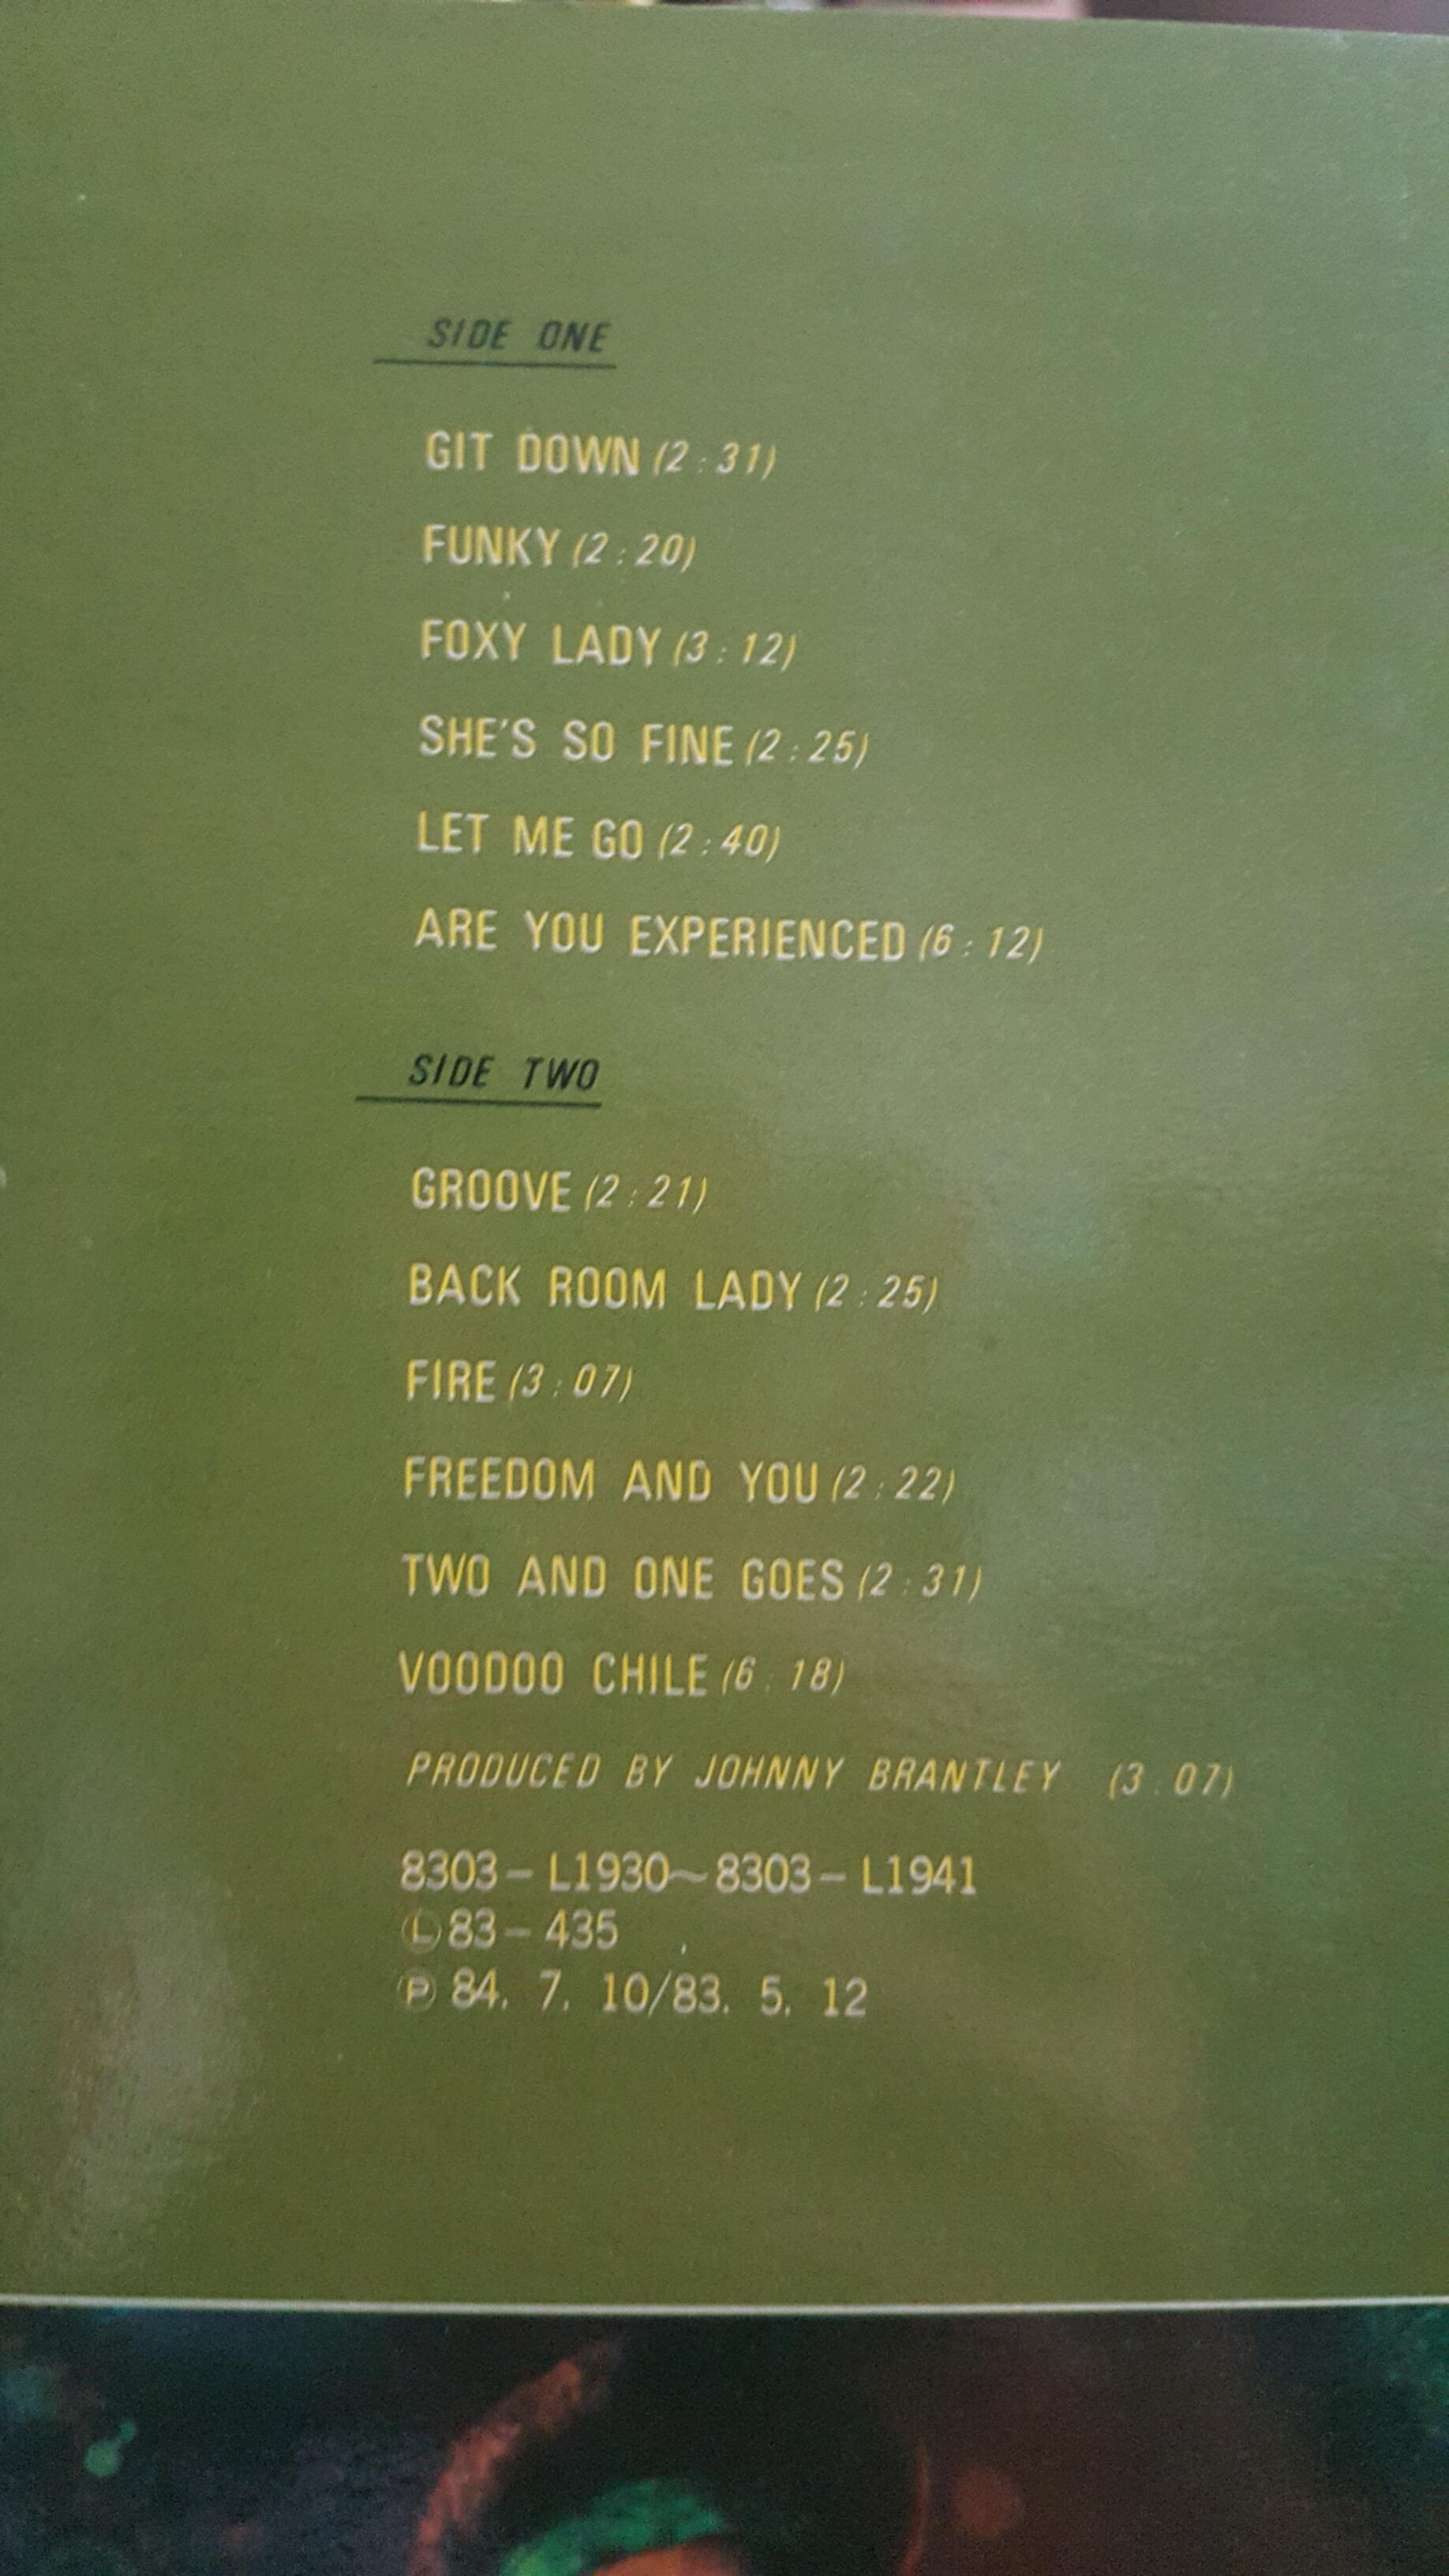 SIDE ONE
GIT DOWN (2:31)
FUNKY (2:20)
FOXY LADY (3:12)
SHE'S SO FINE (2:25)
LET ME GO (2:40)
ARE YOU EXPERIENCED (6:12)
SIDE TWO
GROOVE (2:21)
BACK ROOM LADY (2:25)
FIRE (3:07)
FREEDOM AND YOU (2:22)
TWO AND ONE GOES (2:31)
VOODOO CHILE (6:18)
PRODUCED BY JOHNNY BRANTLEY (3:07)
8303-L1930~8303-L1941
Ⓛ 83-435
Ⓟ 84. 7. 10/83. 5. 12